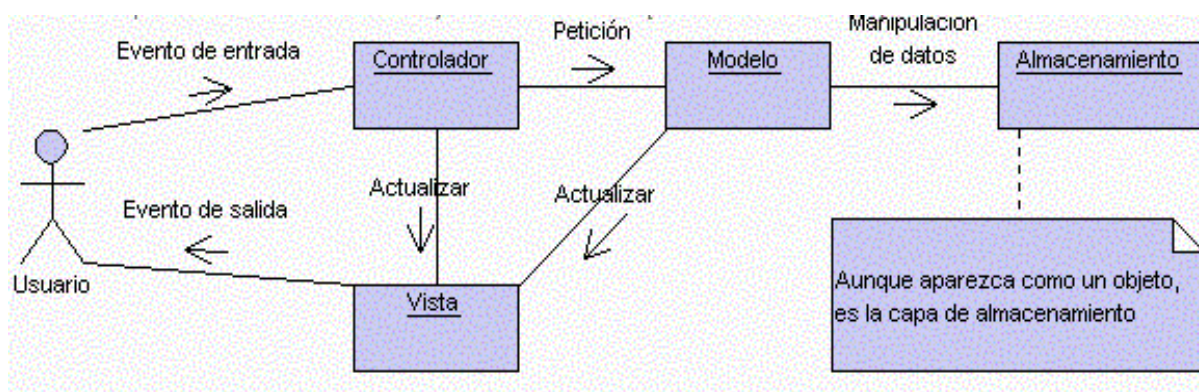 Evento de entrada
Controlador
Petición
Modelo
Manipulación
de datos
Almacenamiento
Actualizar
Actualizar
Evento de salida
Usuario
Vista
Aunque aparezca como un objeto,
es la capa de almacenamiento